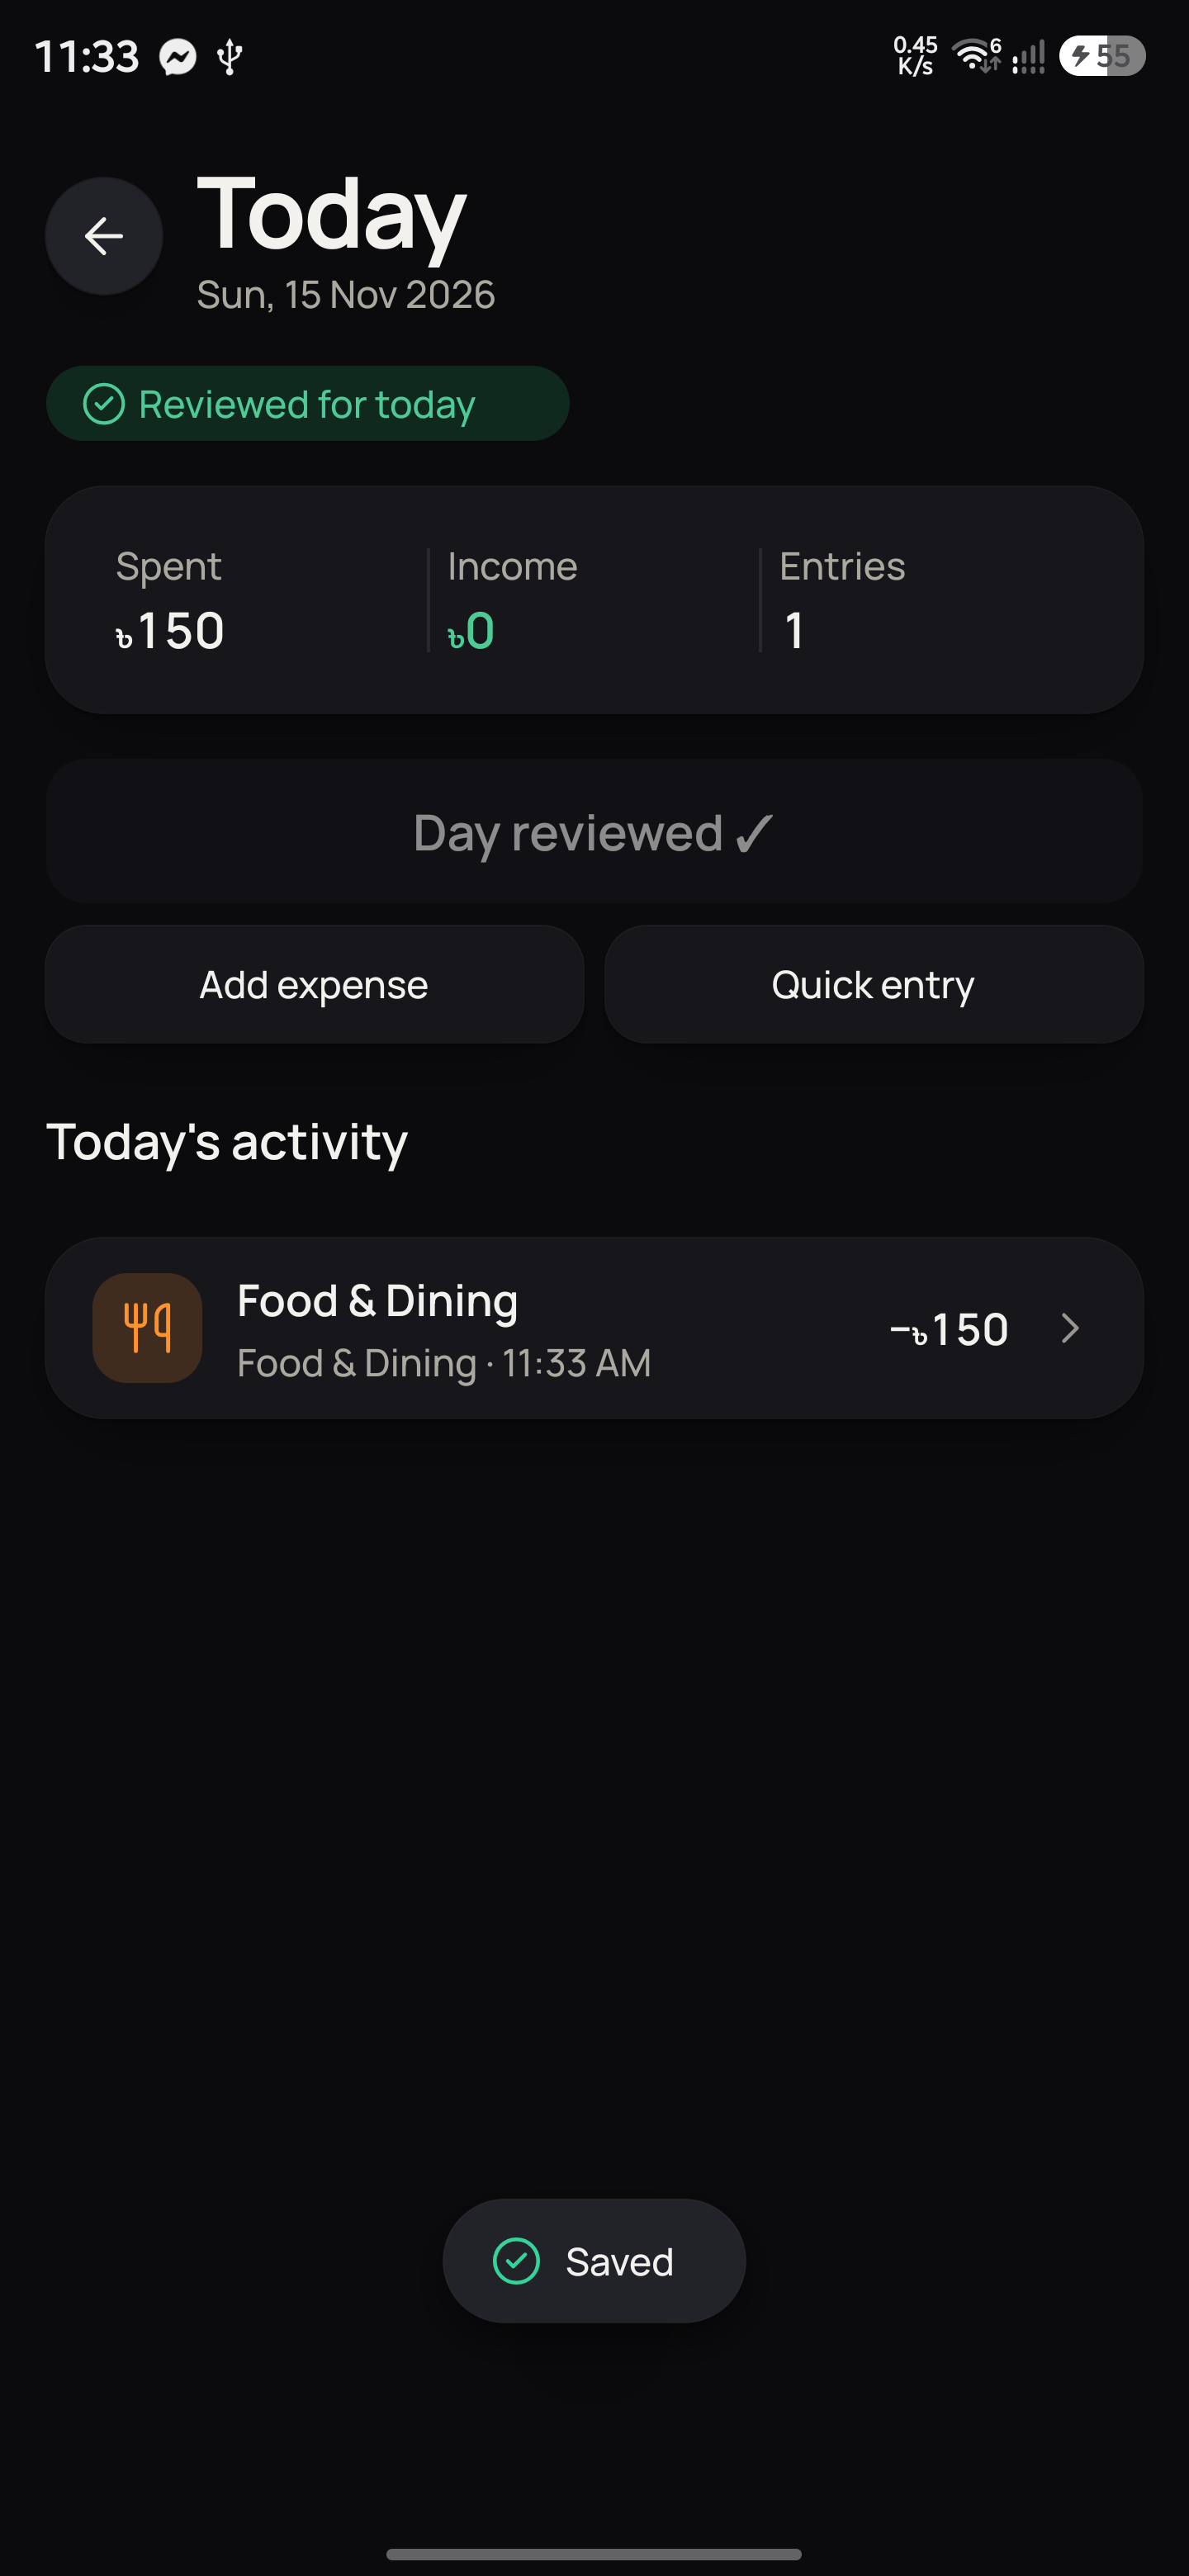 11:33
0.45 K/s
6
55
Today
Sun, 15 Nov 2026
Reviewed for today
Spent
Income
Entries
৳150
৳0
1
Day reviewed ✓
Add expense
Quick entry
Today's activity
Food & Dining
Food & Dining · 11:33 AM
−৳150
Saved